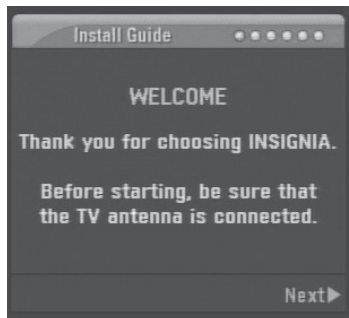 Install Guide
WELCOME
Thank you for choosing INSIGNIA.
Before starting, be sure that
the TV antenna is connected.
Next▶